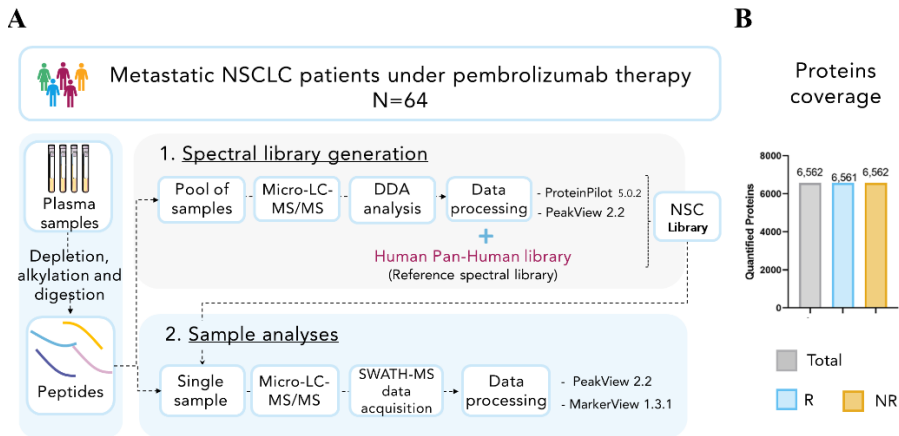 A
B
Metastatic NSCLC patients under pembrolizumab therapy
N=64
Plasma
samples
Depletion,
alkylation and
digestion
Peptides
1. Spectral library generation
Pool of
samples
Micro-LC-
MS/MS
DDA
analysis
Data
processing
- ProteinPilot 5.0.2
- PeakView 2.2
+
Human Pan-Human library
(Reference spectral library)
NSC
Library
2. Sample analyses
Single
sample
Micro-LC-
MS/MS
SWATH-MS
data
acquisition
Data
processing
- PeakView 2.2
- MarkerView 1.3.1
Proteins
coverage
Quantified Proteins
8000
6000
4000
2000
0
6,562
6,561
6,562
Total
R
NR